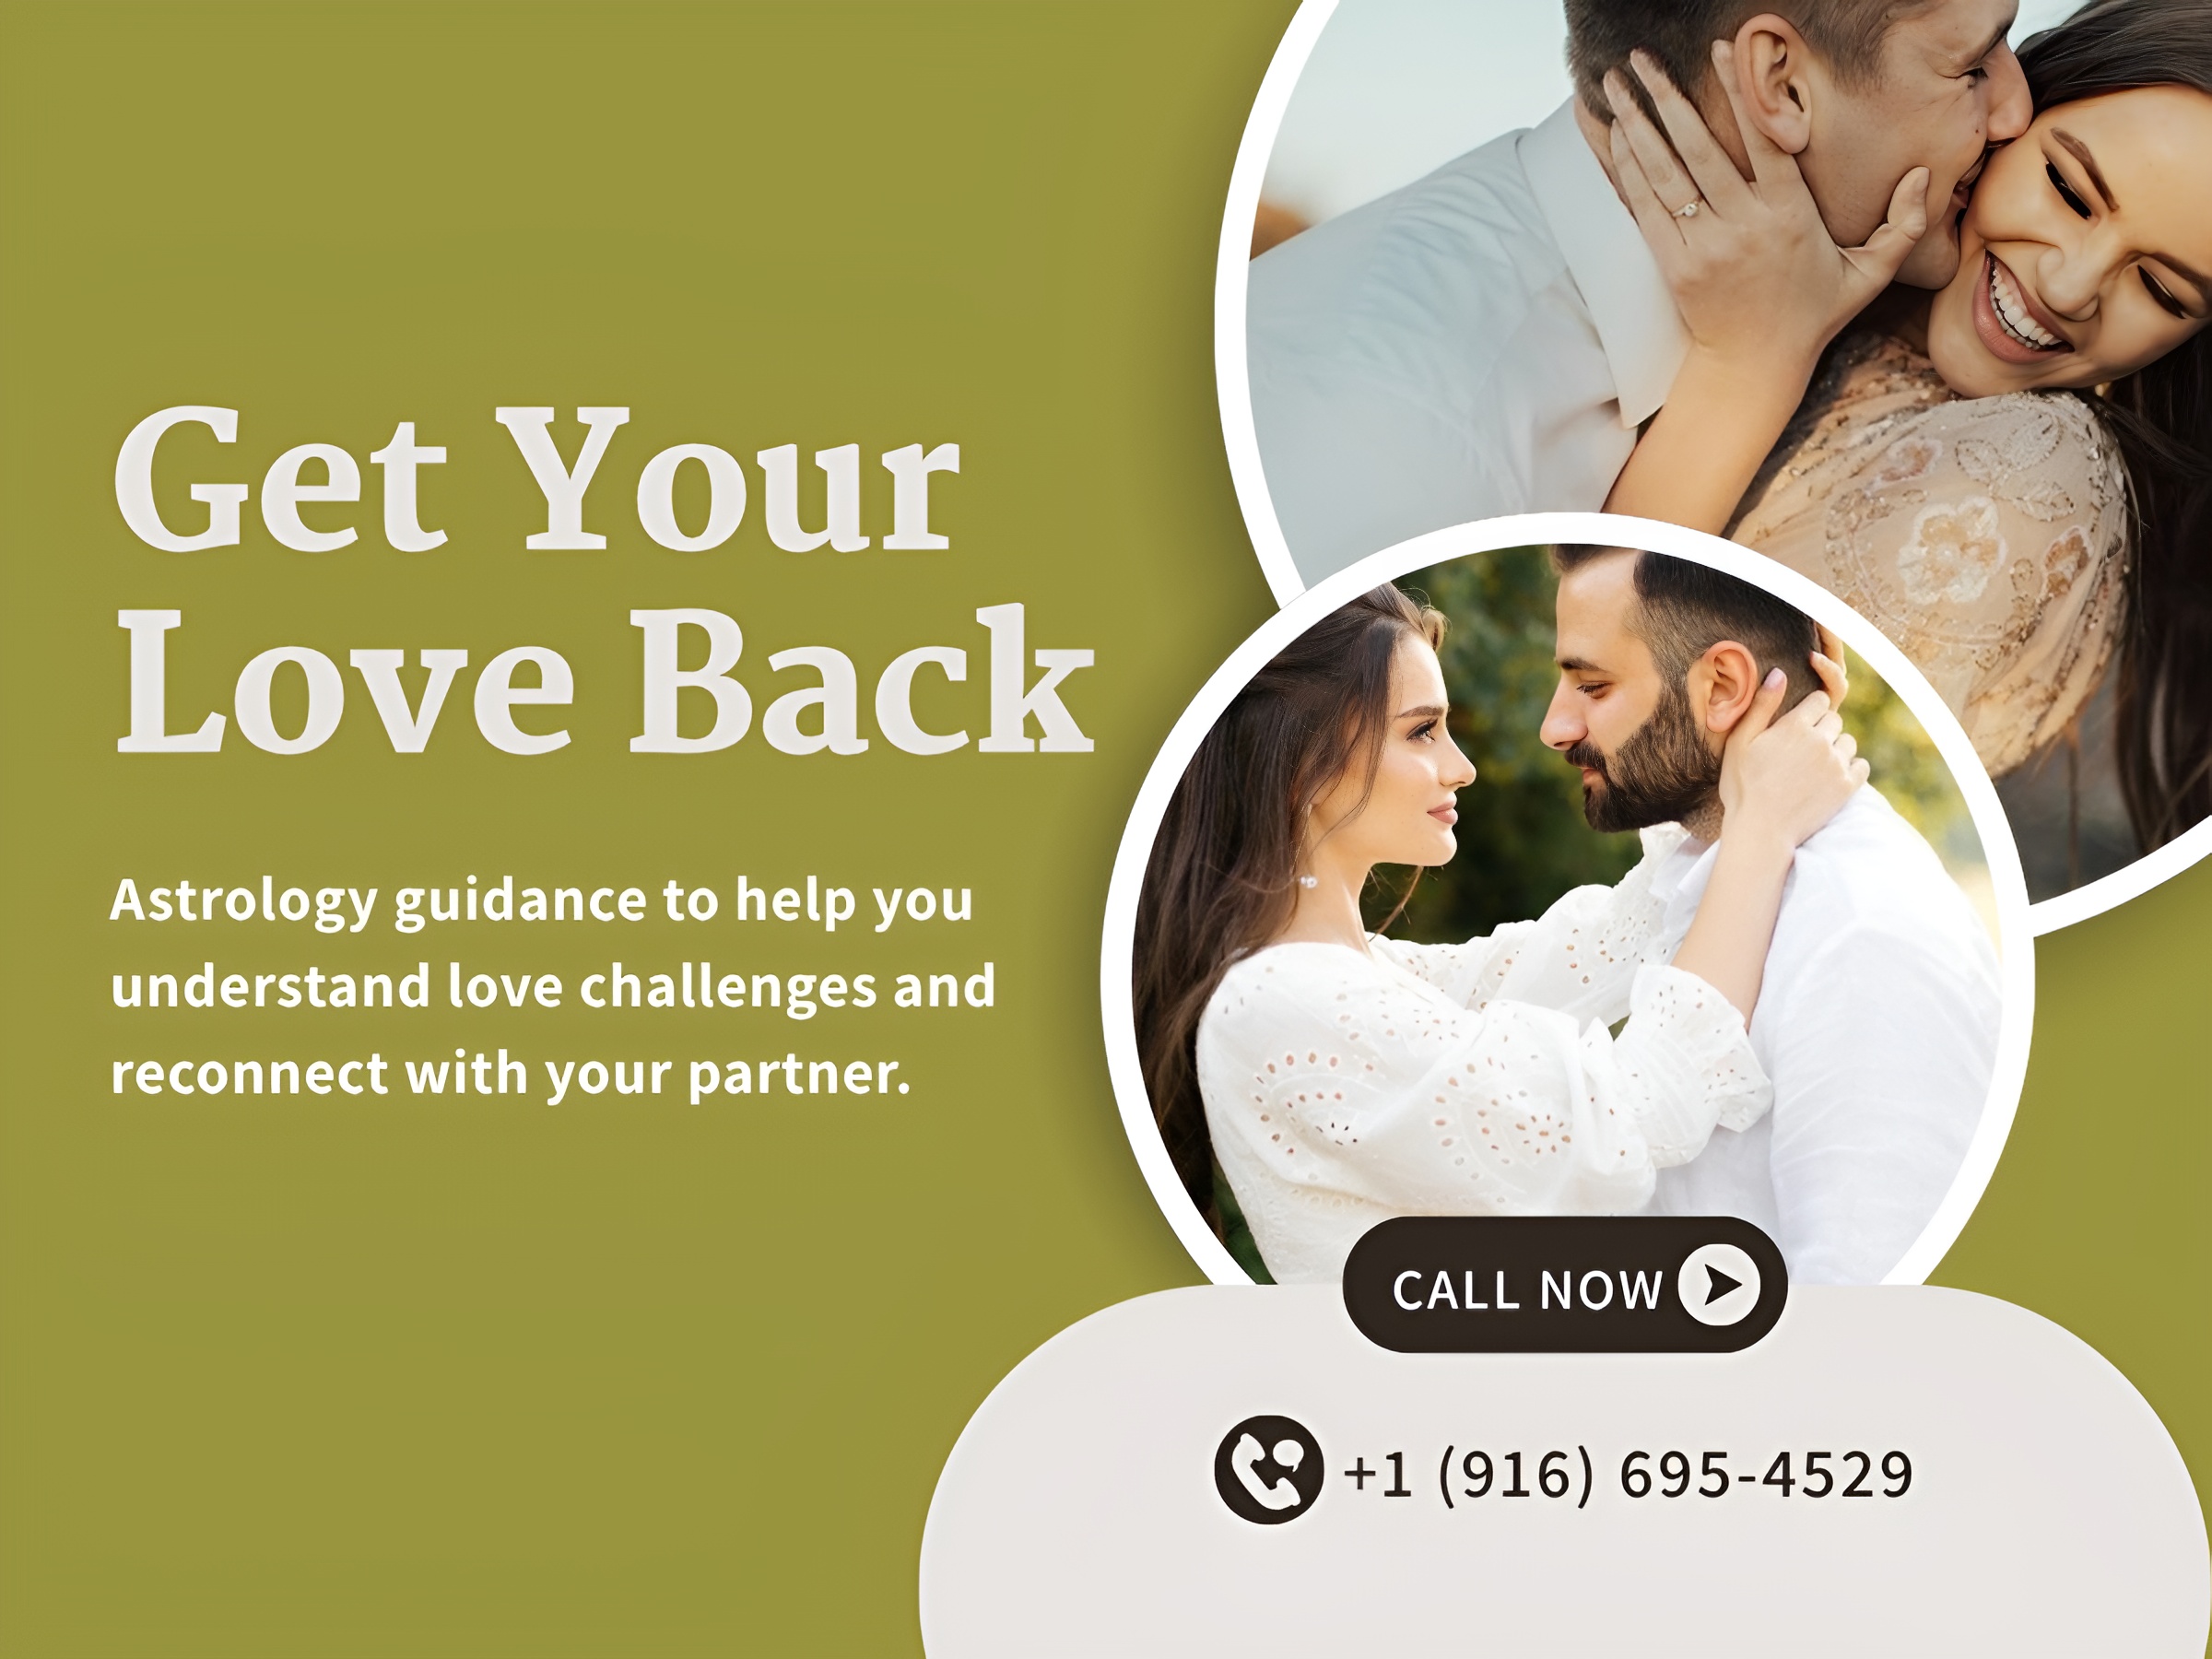 Get Your
Love Back
Astrology guidance to help you
understand love challenges and
reconnect with your partner.
CALL NOW
+1 (916) 695-4529